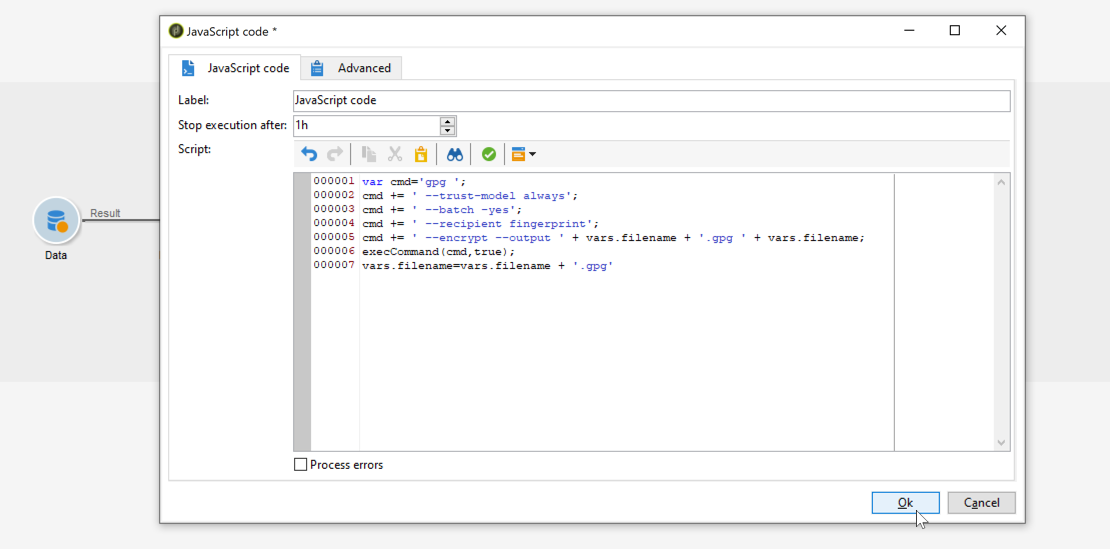 JavaScript code *
JavaScript code
Advanced
Label:
JavaScript code
Stop execution after:
1h
Script:
000001 var cmd='gpg ';
000002 cmd += ' --trust-model always';
000003 cmd += ' --batch -yes';
000004 cmd += ' --recipient fingerprint';
000005 cmd += ' --encrypt --output ' + vars.filename + '.gpg ' + vars.filename;
000006 execCommand(cmd,true);
000007 vars.filename=vars.filename + '.gpg'
Result
Data
Process errors
Ok
Cancel